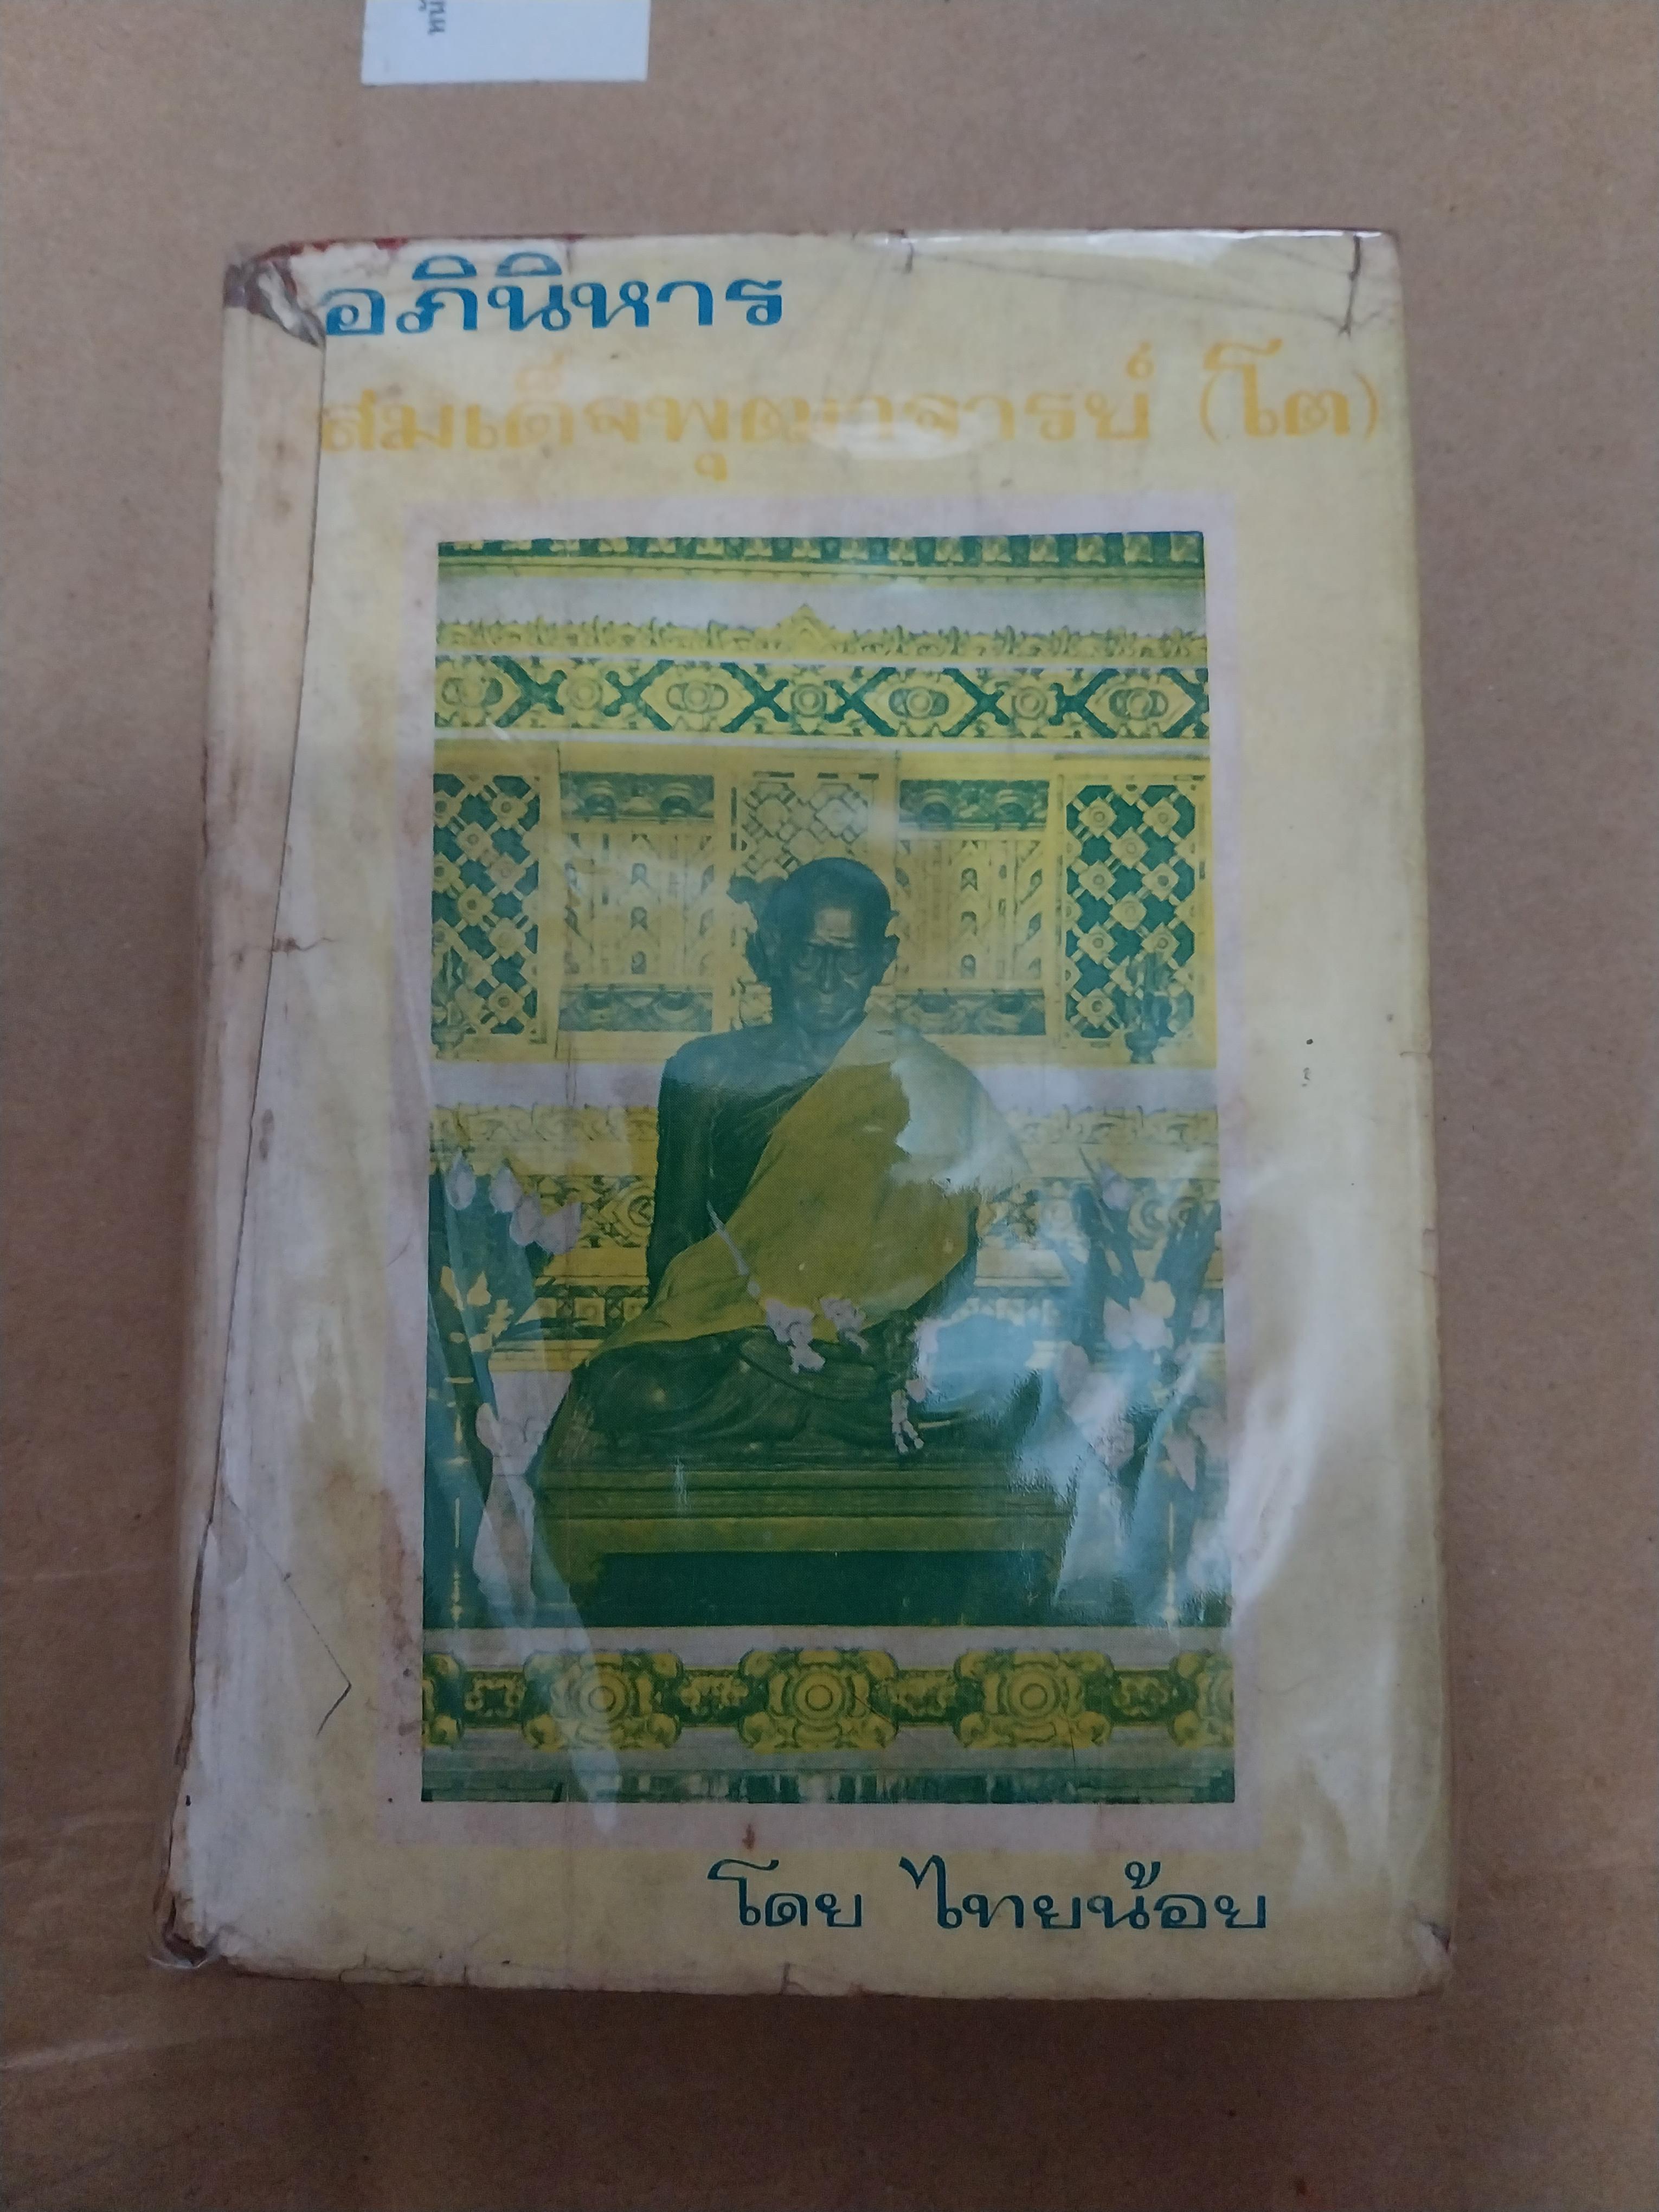 อภินิหาร
สมเด็จพุฒาจารย์ (โต)
โดย ไทยน้อย